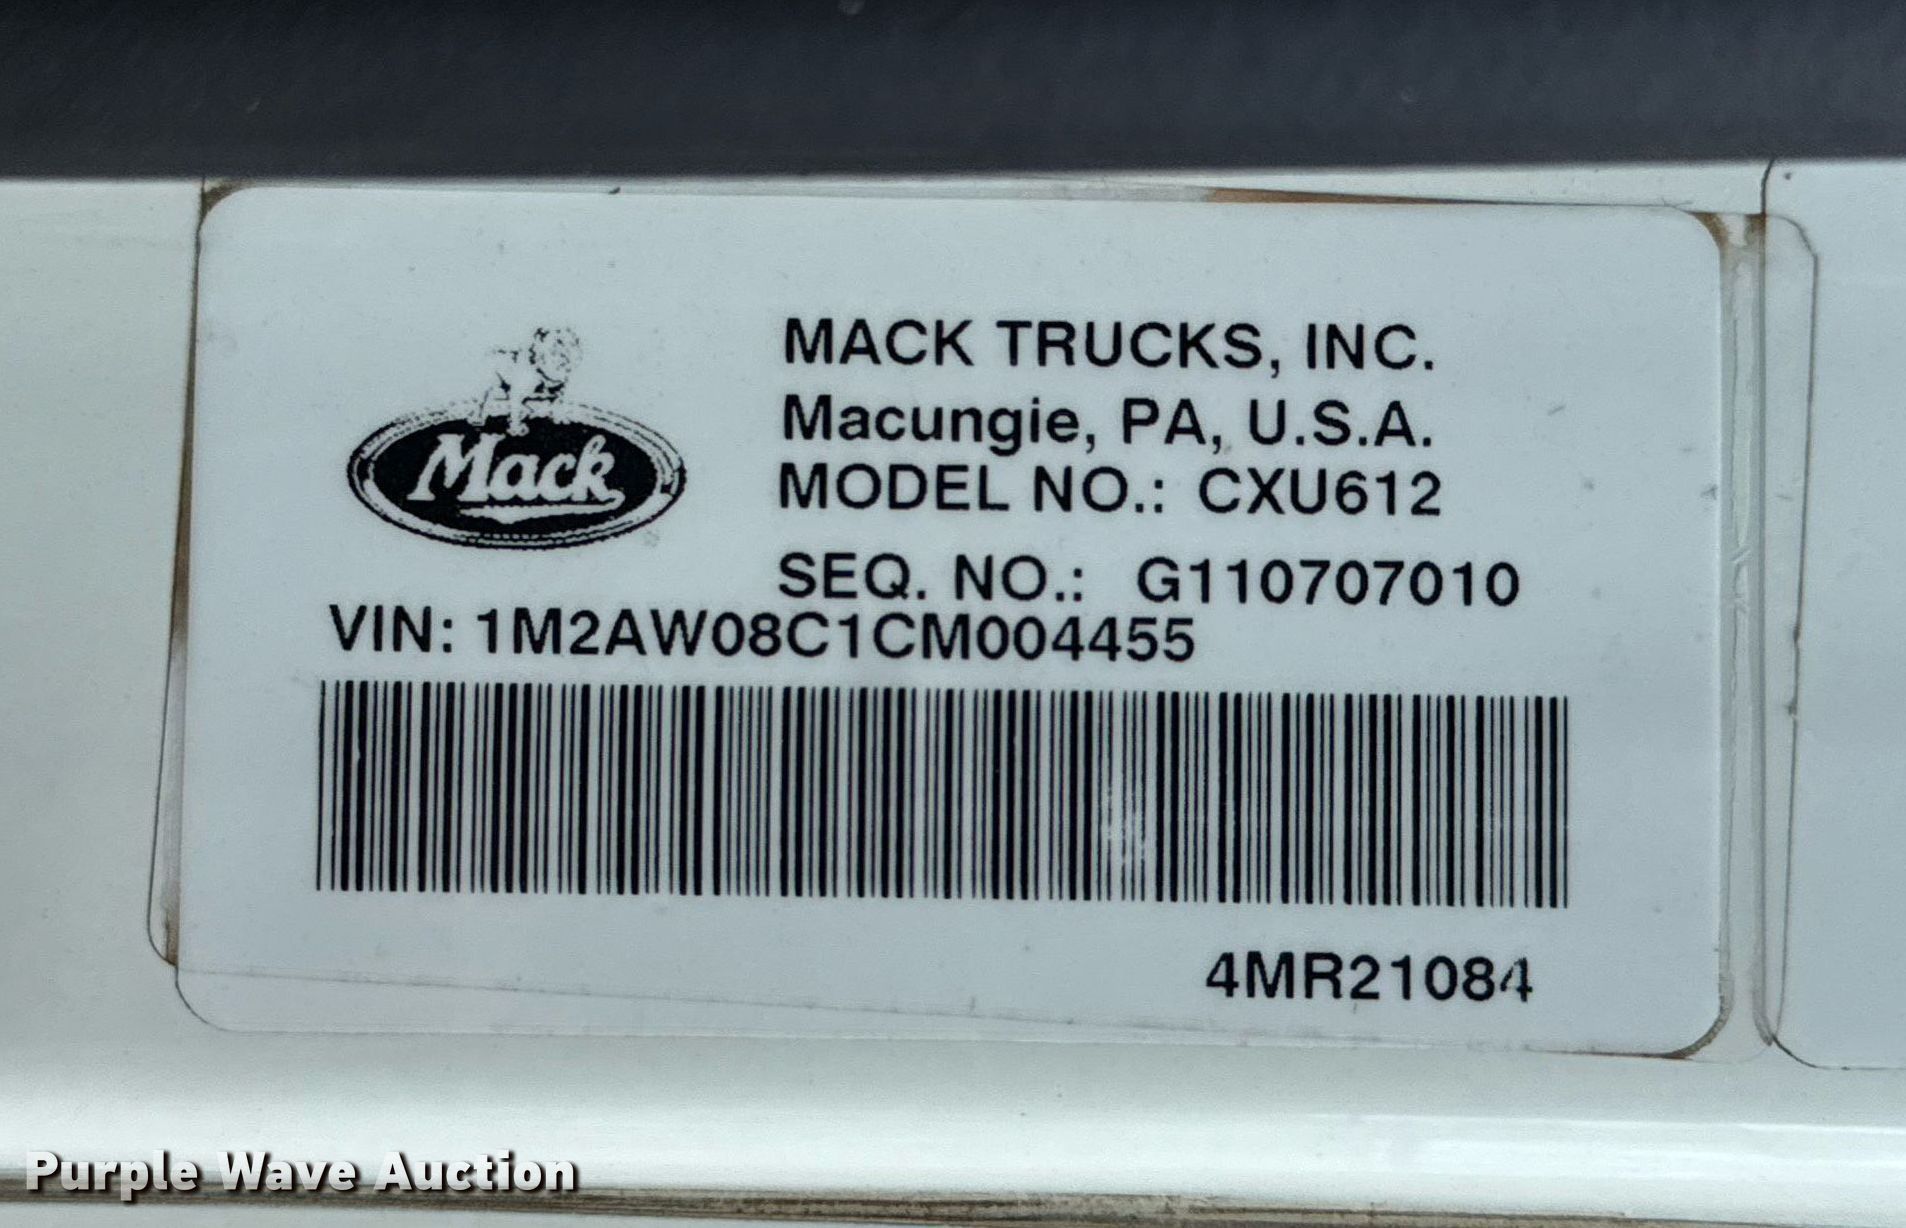 Mack
MACK TRUCKS, INC.
Macungie, PA, U.S.A.
MODEL NO.: CXU612
SEQ. NO.: G110707010
VIN: 1M2AW08C1CM004455
4MR21084
Purple Wave Auction